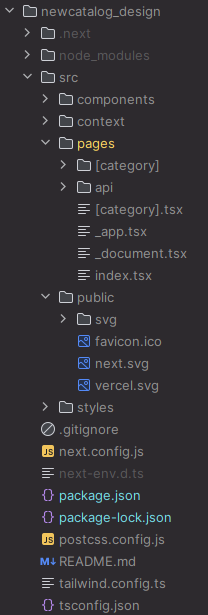 newcatalog_design
.next
node_modules
src
components
context
pages
[category]
api
[category].tsx
_app.tsx
_document.tsx
index.tsx
public
svg
favicon.ico
next.svg
vercel.svg
styles
.gitignore
JS next.config.js
next-env.d.ts
{} package.json
{} package-lock.json
JS postcss.config.js
M↓ README.md
tailwind.config.ts
{} tsconfig.json